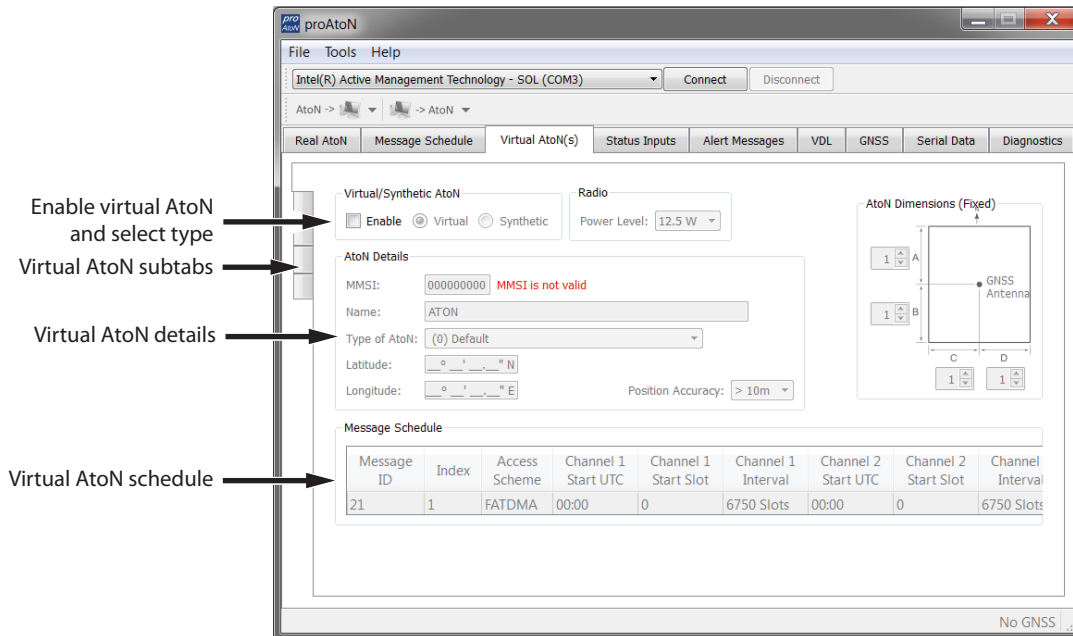 pro
AtoN
proAtoN
File Tools Help
Intel(R) Active Management Technology - SOL (COM3) Connect Disconnect
AtoN -> -> AtoN
Real AtoN Message Schedule Virtual AtoN(s) Status Inputs Alert Messages VDL GNSS Serial Data Diagnostics
Enable virtual AtoN
and select type
Virtual AtoN subtabs
Virtual AtoN details
Virtual AtoN schedule
Virtual/Synthetic AtoN
Enable Virtual Synthetic
Radio
Power Level: 12.5 W
AtoN Details
MMSI: 000000000 MMSI is not valid
Name: ATON
Type of AtoN: (0) Default
Latitude: __° __' __.__" N
Longitude: __° __' __.__" E Position Accuracy: > 10m
AtoN Dimensions (Fixed)
1 A
GNSS
Antenna
1 B
C D
1 1
Message Schedule
Message ID Index Access Scheme Channel 1 Start UTC Channel 1 Start Slot Channel 1 Interval Channel 2 Start UTC Channel 2 Start Slot Channel Interval
21 1 FATDMA 00:00 0 6750 Slots 00:00 0 6750 Slots
No GNSS